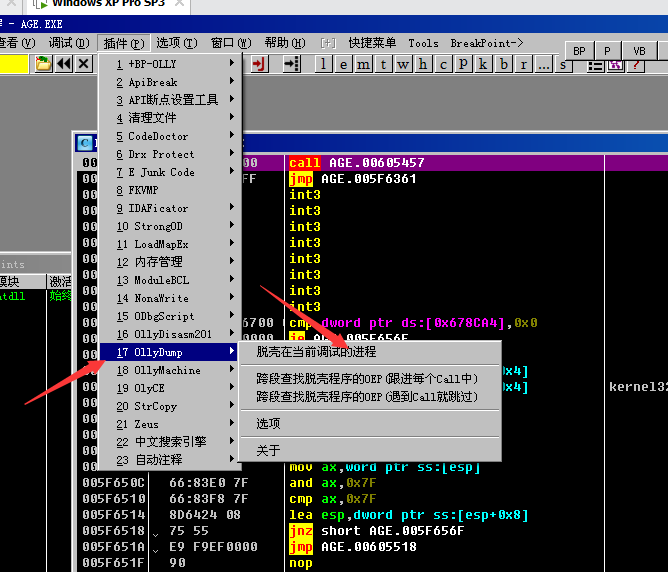 Windows XP Pro SP3
- AGE.EXE
查看(V) 调试(D) 插件(P) 选项(T) 窗口(W) 帮助(H) [+] 快捷菜单 Tools BreakPoint->
BP P VB
l e m t w h c p k b r ... s ?
1 +BP-OLLY
2 ApiBreak
3 API断点设置工具
4 清理文件
5 CodeDoctor
6 Drx Protect
7 E Junk Code
8 FKVMP
9 IDAFicator
10 StrongOD
11 LoadMapEx
12 内存管理
13 ModuleBCL
14 NonaWrite
15 ODbgScript
16 OllyDisasm201
17 OllyDump
18 OllyMachine
19 OlyCE
20 StrCopy
21 Zeus
22 中文搜索引擎
23 自动注释
脱壳在当前调试的进程
跨段查找脱壳程序的OEP(跟进每个Call中)
跨段查找脱壳程序的OEP(遇到Call就跳过)
选项
关于
模块 激活
call AGE.00605457
jmp AGE.005F6361
int3
int3
int3
int3
int3
int3
int3
cmp dword ptr ds:[0x678CA4],0x0
kernel32
mov ax,word ptr ss:[esp]
005F650C 66:83E0 7F and ax,0x7F
005F6510 66:83F8 7F cmp ax,0x7F
005F6514 8D6424 08 lea esp,dword ptr ss:[esp+0x8]
005F6518 75 55 jnz short AGE.005F656F
005F651A E9 F9EF0000 jmp AGE.00605518
005F651F 90 nop